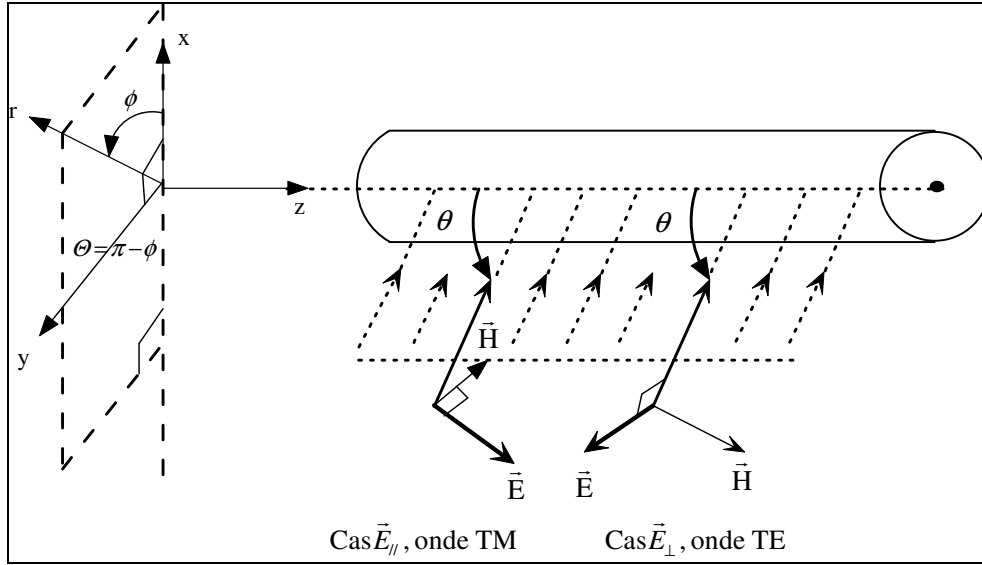 x
ϕ
r
z
Θ=π−ϕ
y
θ
θ
H⃗
E⃗
E⃗
H⃗
Cas E⃗//, onde TM
Cas E⃗⊥, onde TE